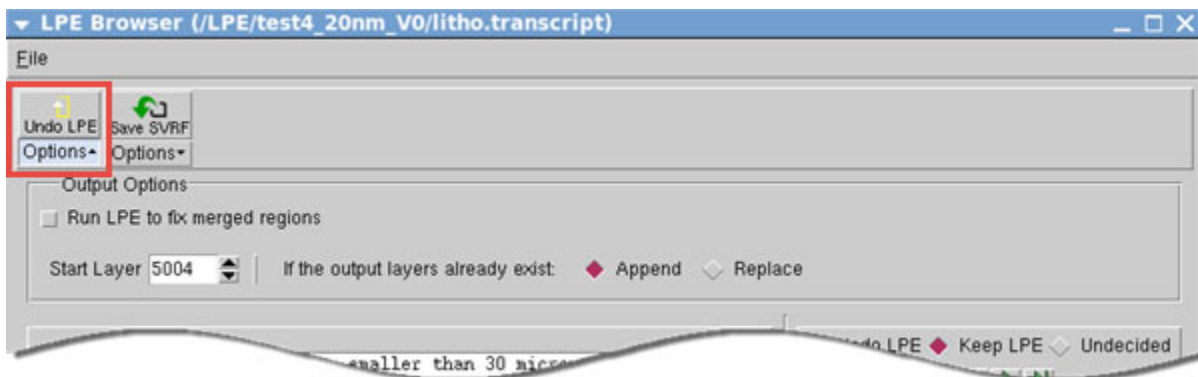 LPE Browser (/LPE/test4_20nm_V0/litho.transcript)
File
Undo LPE Save SVRF
Options Options
Output Options
Run LPE to fix merged regions
Start Layer 5004 If the output layers already exist: Append Replace
LPE Keep LPE Undecided
smaller than 30